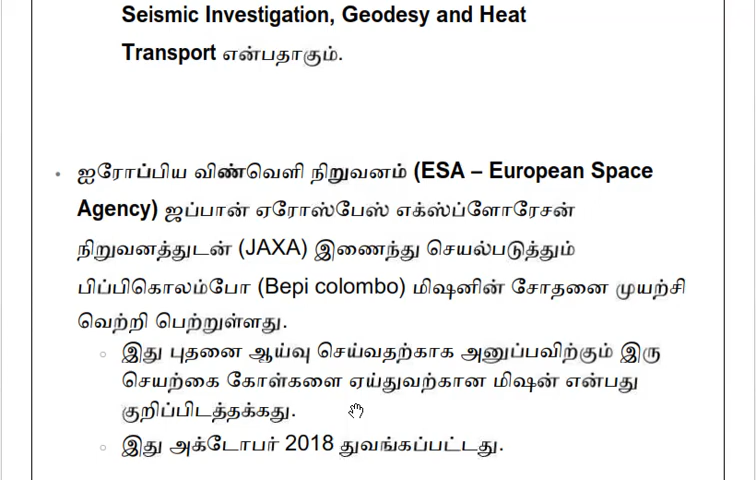 Seismic Investigation, Geodesy and Heat
Transport என்பதாகும்.
• ஐரோப்பிய விண்வெளி நிறுவனம் (ESA – European Space
Agency) ஜப்பான் ஏரோஸ்பேஸ் எக்ஸ்ப்ளோரேசன்
நிறுவனத்துடன் (JAXA) இணைந்து செயல்படுத்தும்
பிப்பிகொலம்போ (Bepi colombo) மிஷனின் சோதனை முயற்சி
வெற்றி பெற்றுள்ளது.
○ இது புதனை ஆய்வு செய்வதற்காக அனுப்பவிற்கும் இரு
செயற்கை கோள்களை ஏய்துவற்கான மிஷன் என்பது
குறிப்பிடத்தக்கது.
○ இது அக்டோபர் 2018 துவங்கப்பட்டது.